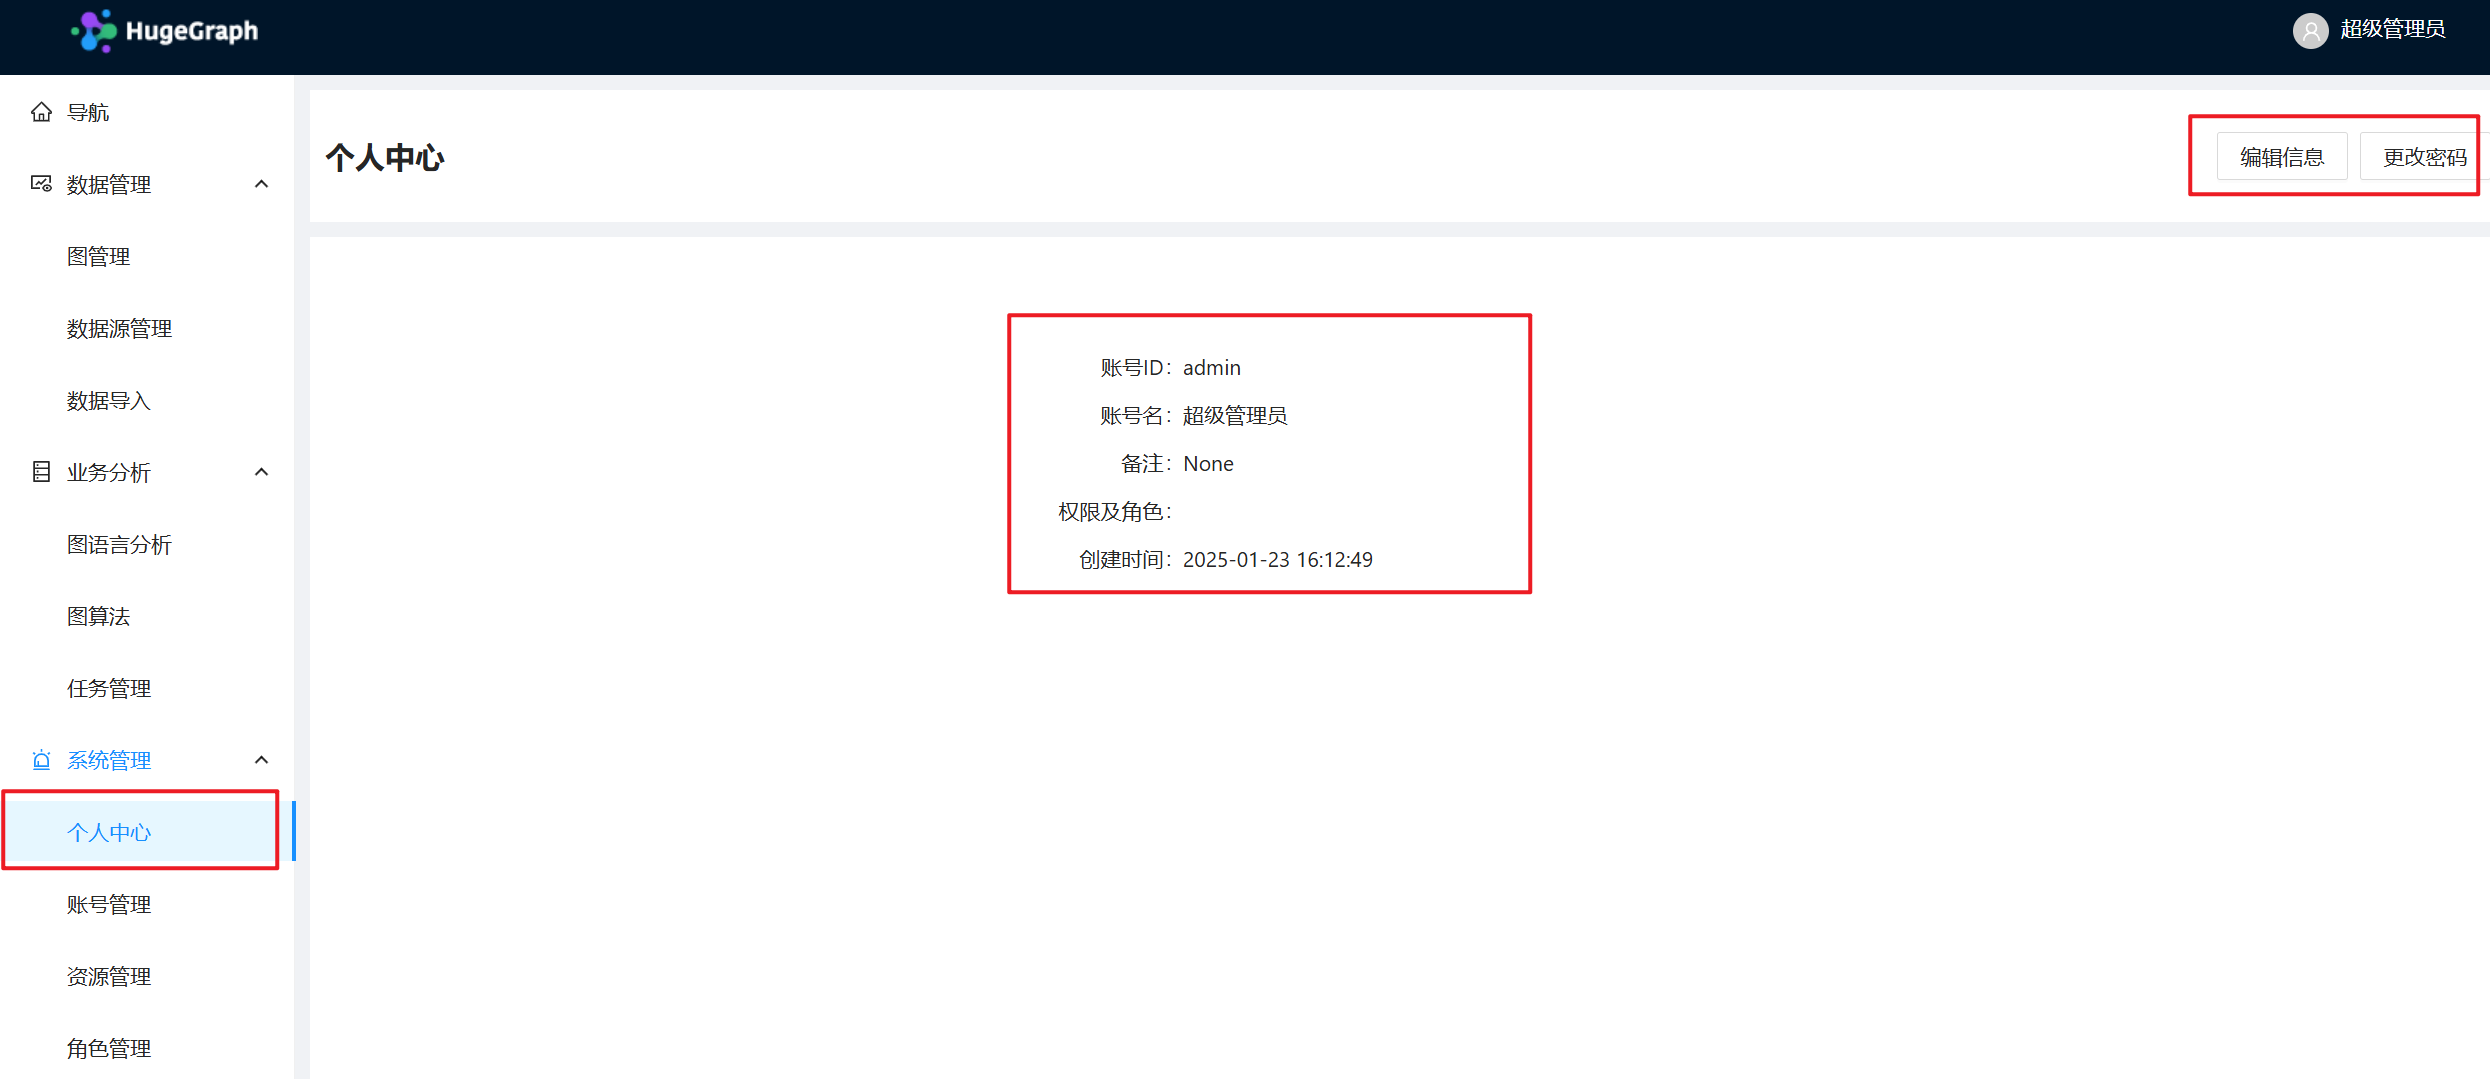 HugeGraph
超级管理员
导航
数据管理
图管理
数据源管理
数据导入
业务分析
图语言分析
图算法
任务管理
系统管理
个人中心
账号管理
资源管理
角色管理
个人中心
编辑信息
更改密码
账号ID： admin
账号名： 超级管理员
备注： None
权限及角色：
创建时间： 2025-01-23 16:12:49